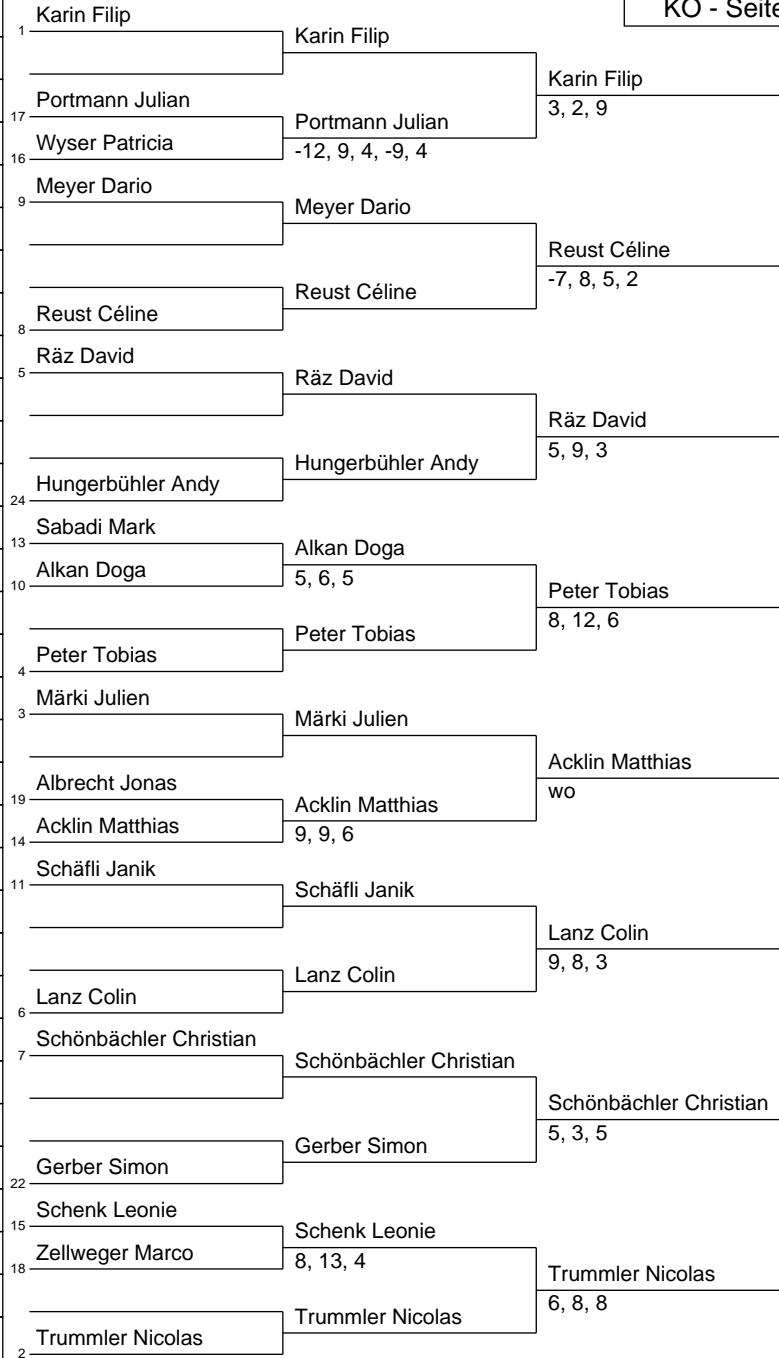 KO - Seite
Karin Filip
1
Karin Filip
Karin Filip
3, 2, 9
Portmann Julian
17
Portmann Julian
-12, 9, 4, -9, 4
Wyser Patricia
16
Meyer Dario
9
Meyer Dario
Reust Céline
-7, 8, 5, 2
Reust Céline
Reust Céline
8
Räz David
5
Räz David
Räz David
5, 9, 3
Hungerbühler Andy
Hungerbühler Andy
24
Sabadi Mark
13
Alkan Doga
5, 6, 5
Alkan Doga
10
Peter Tobias
8, 12, 6
Peter Tobias
Peter Tobias
4
Märki Julien
3
Märki Julien
Acklin Matthias
wo
Albrecht Jonas
19
Acklin Matthias
9, 9, 6
Acklin Matthias
14
Schäfli Janik
11
Schäfli Janik
Lanz Colin
9, 8, 3
Lanz Colin
Lanz Colin
6
Schönbächler Christian
7
Schönbächler Christian
Schönbächler Christian
5, 3, 5
Gerber Simon
Gerber Simon
22
Schenk Leonie
15
Schenk Leonie
8, 13, 4
Zellweger Marco
18
Trummler Nicolas
6, 8, 8
Trummler Nicolas
Trummler Nicolas
2